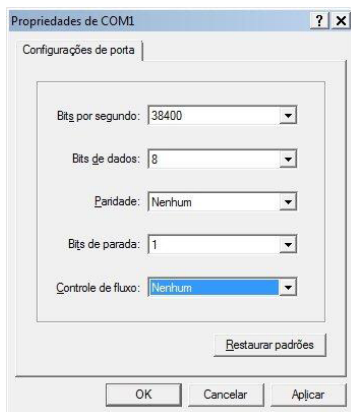 Propriedades de COM1
Configurações de porta
Bits por segundo: 38400
Bits de dados: 8
Paridade: Nenhum
Bits de parada: 1
Controle de fluxo: Nenhum
Restaurar padrões
OK Cancelar Aplicar